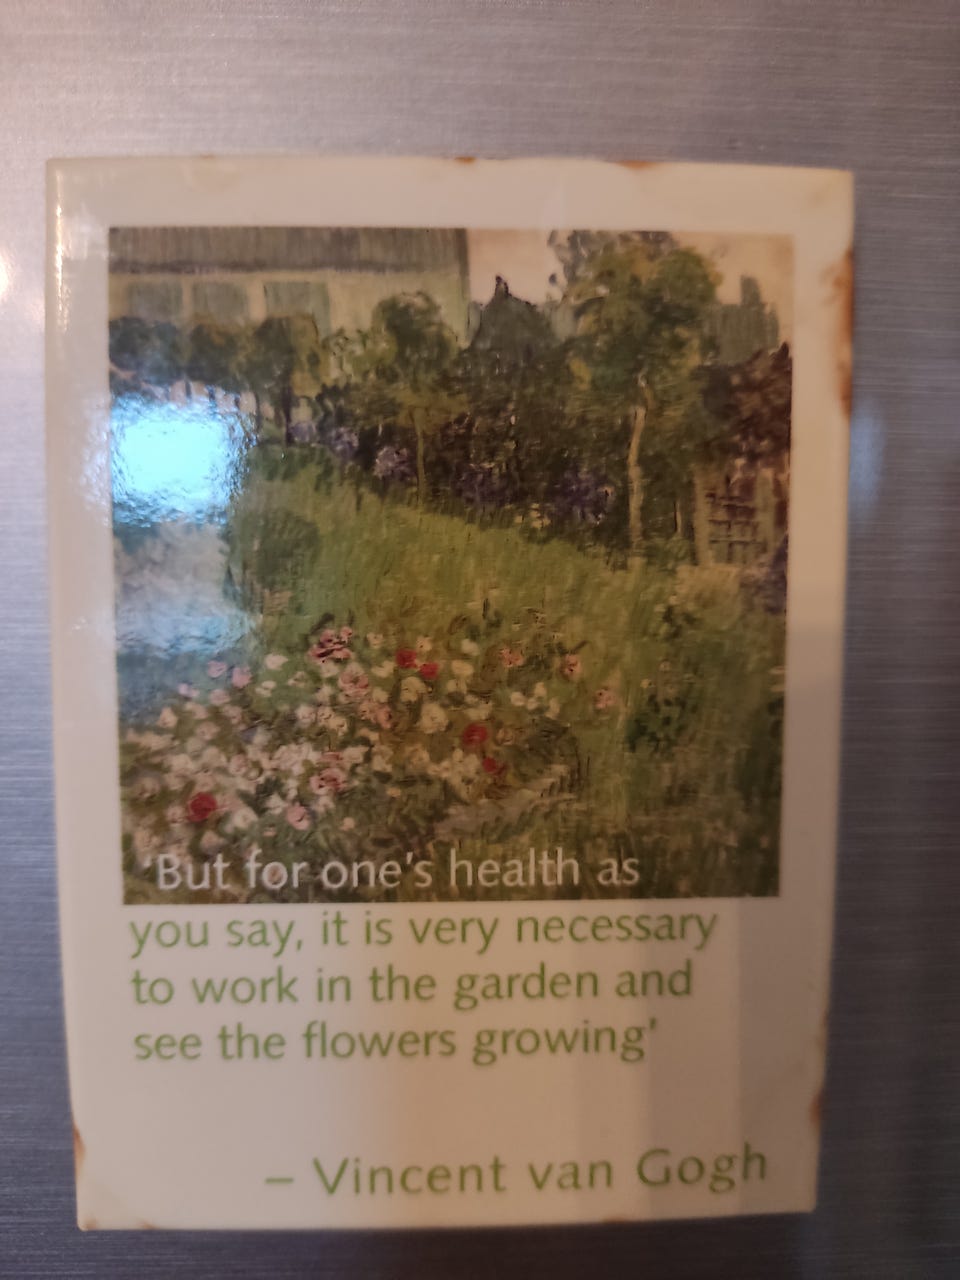 'But for one's health as
you say, it is very necessary
to work in the garden and
see the flowers growing'
– Vincent van Gogh